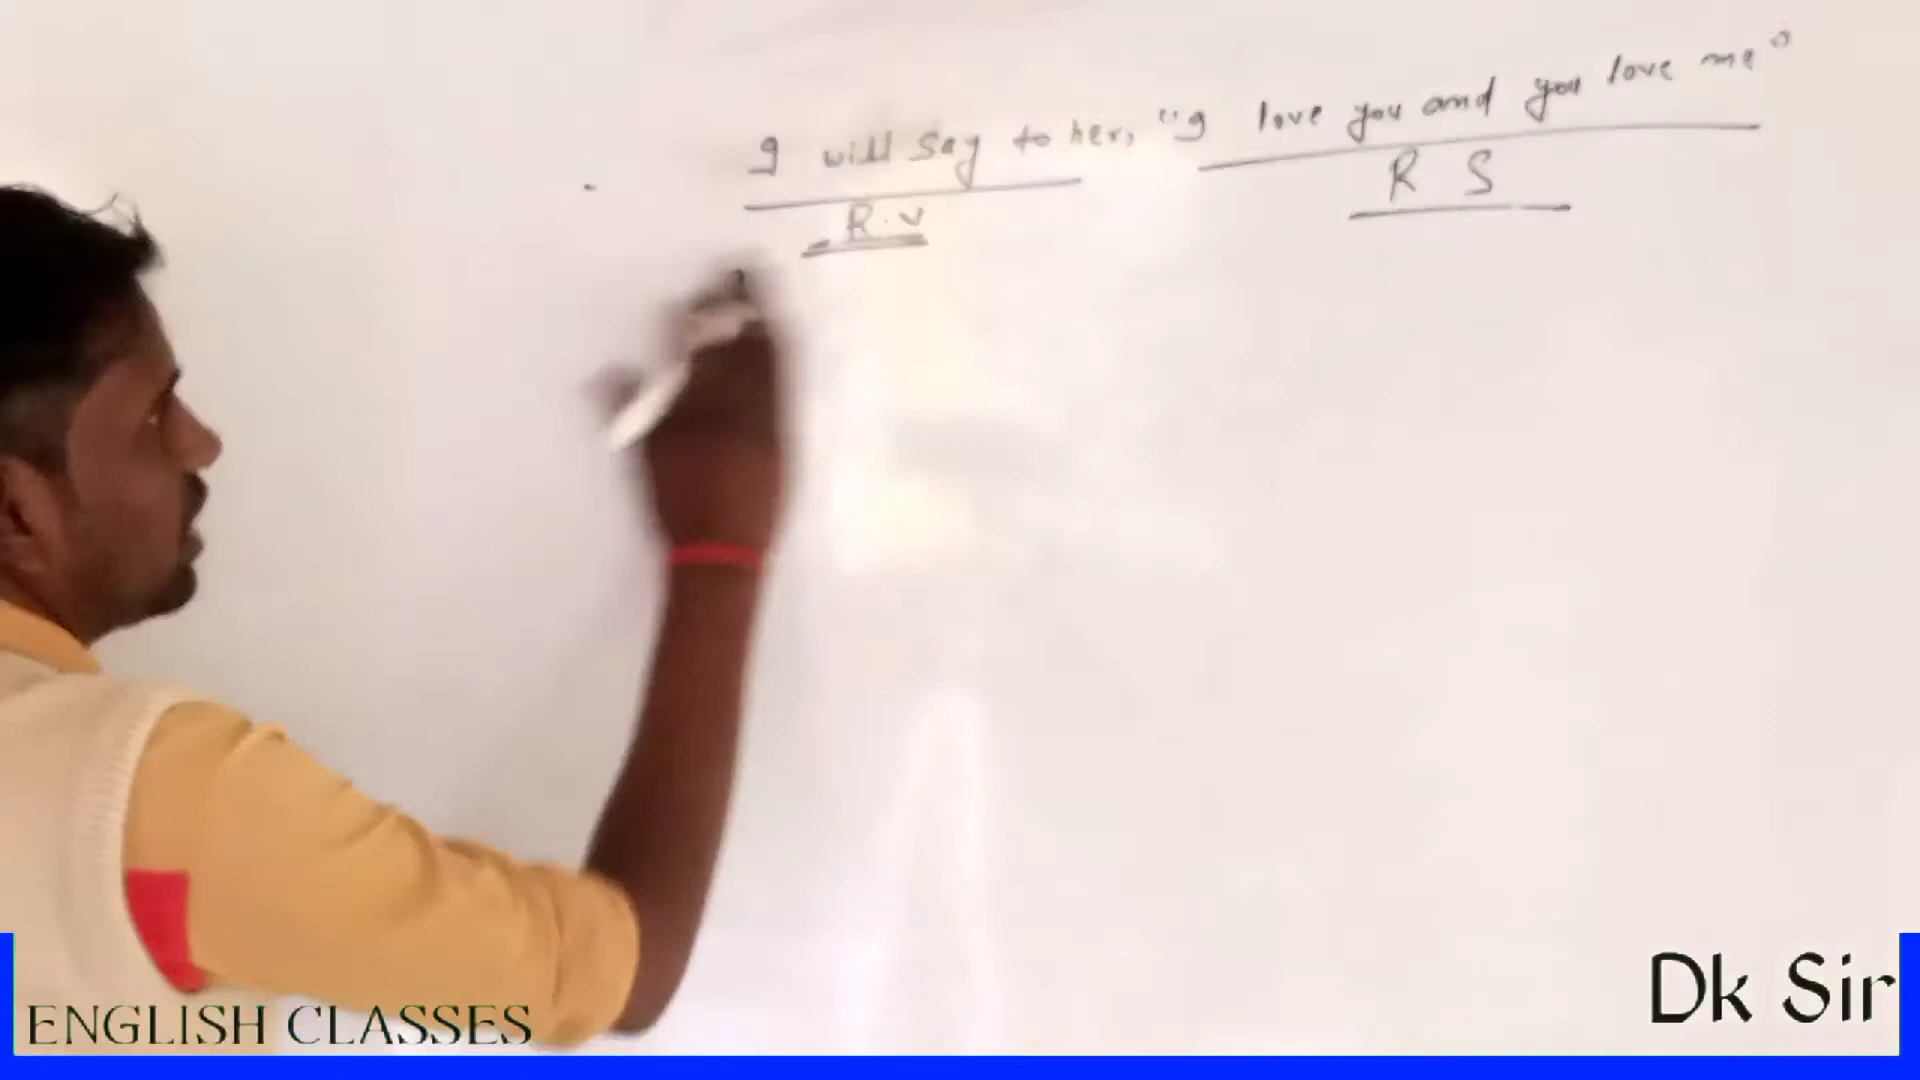 I will say to her, "I love you and you love me"
R.V
R S
ENGLISH CLASSES
Dk Sir